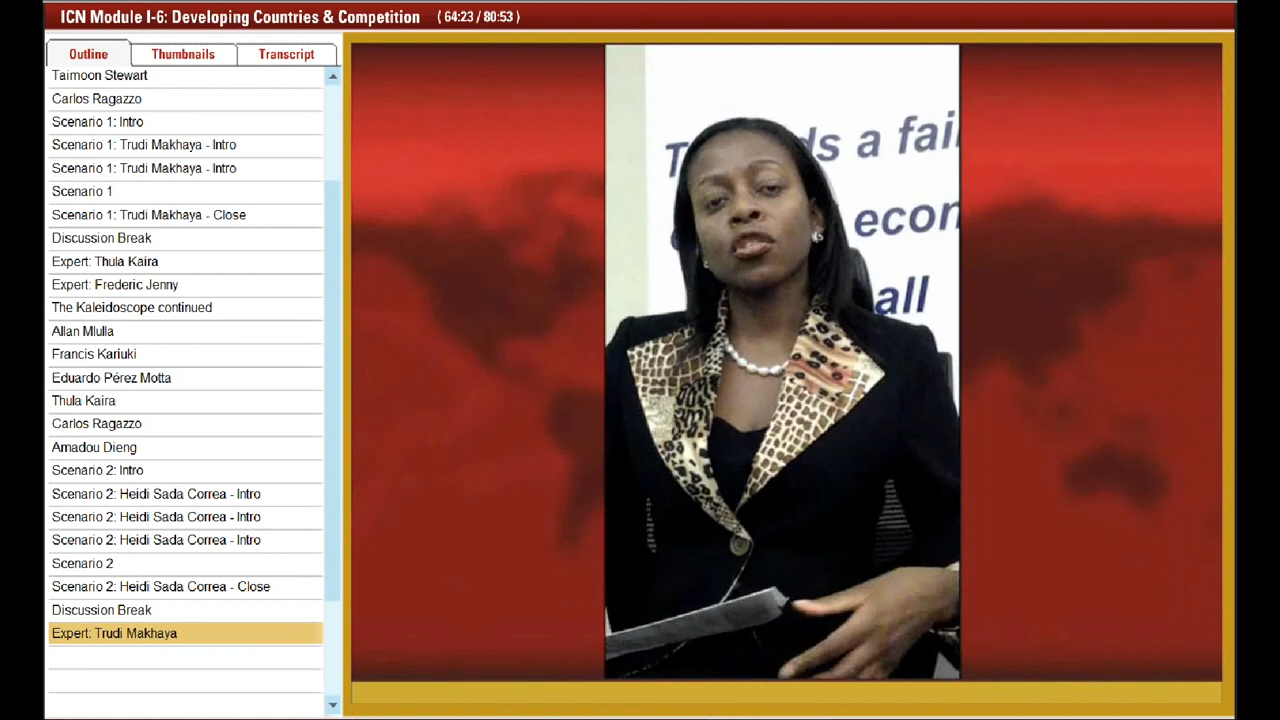 ICN Module I-6: Developing Countries & Competition ( 64:23 / 80:53 )
Outline Thumbnails Transcript
Taimoon Stewart
Carlos Ragazzo
Scenario 1: Intro
Scenario 1: Trudi Makhaya - Intro
Scenario 1: Trudi Makhaya - Intro
Scenario 1
Scenario 1: Trudi Makhaya - Close
Discussion Break
Expert: Thula Kaira
Expert: Frederic Jenny
The Kaleidoscope continued
Allan Mlulla
Francis Kariuki
Eduardo Pérez Motta
Thula Kaira
Carlos Ragazzo
Amadou Dieng
Scenario 2: Intro
Scenario 2: Heidi Sada Correa - Intro
Scenario 2: Heidi Sada Correa - Intro
Scenario 2: Heidi Sada Correa - Intro
Scenario 2
Scenario 2: Heidi Sada Correa - Close
Discussion Break
Expert: Trudi Makhaya
ds a fai
econ
all